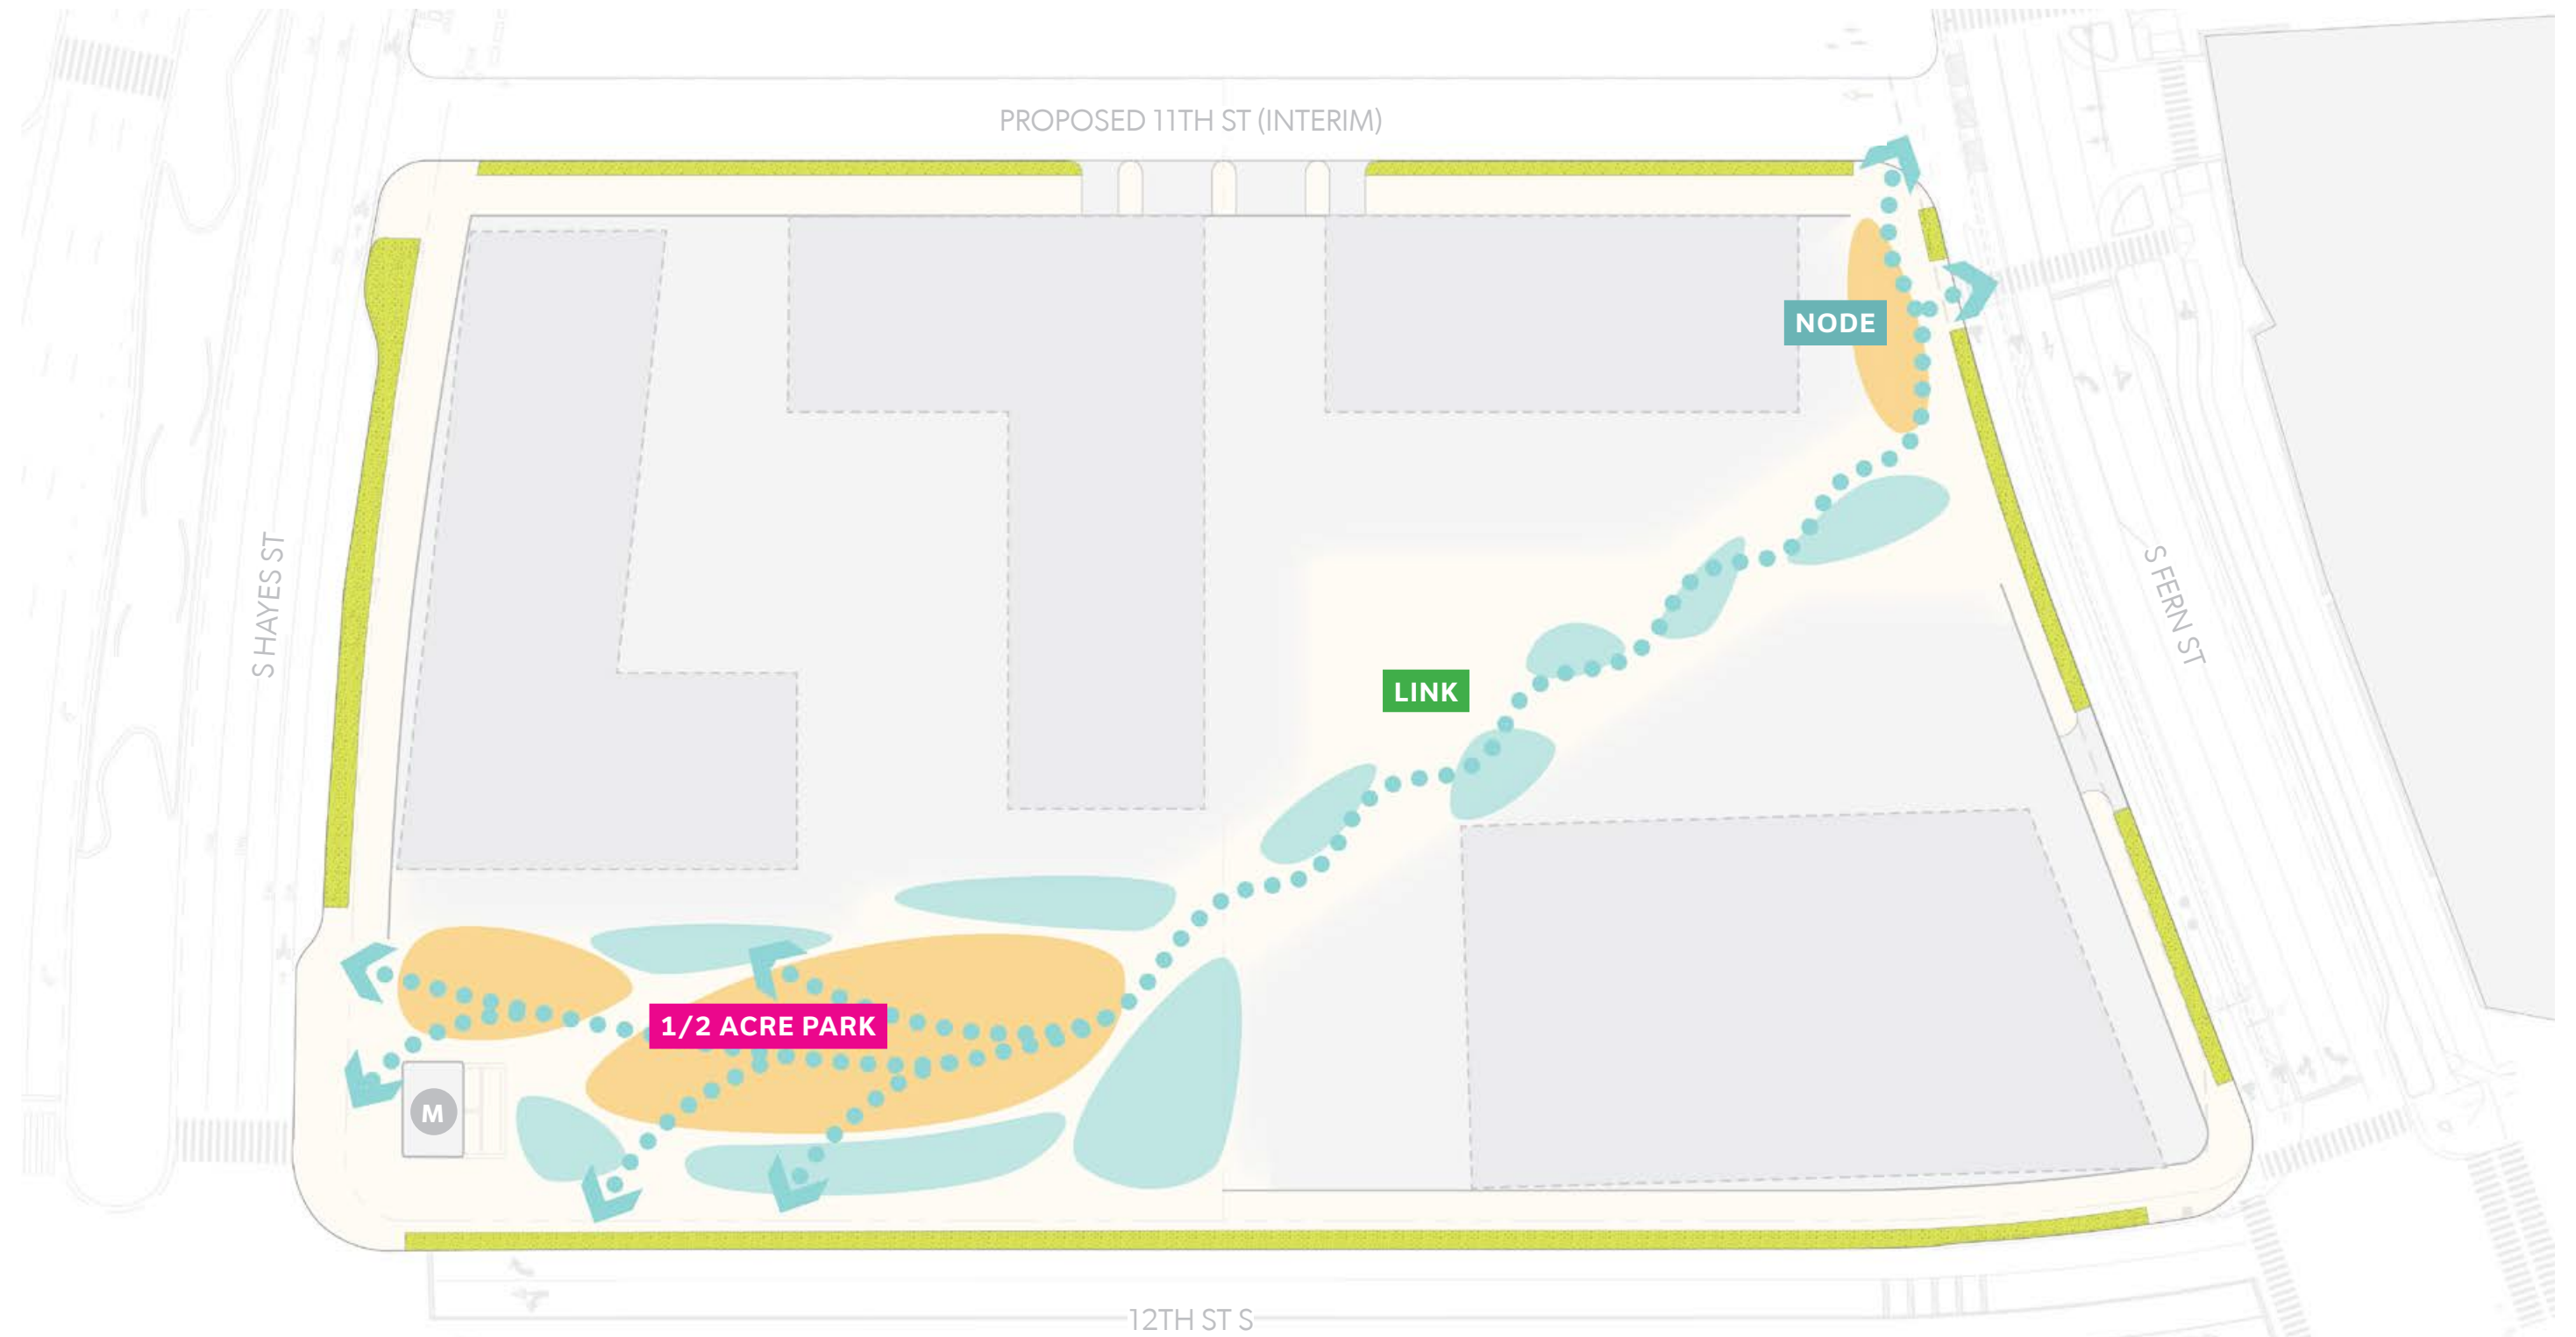 PROPOSED 11TH ST (INTERIM)
NODE
S HAYES ST
S FERN ST
LINK
1/2 ACRE PARK
M
12TH ST S